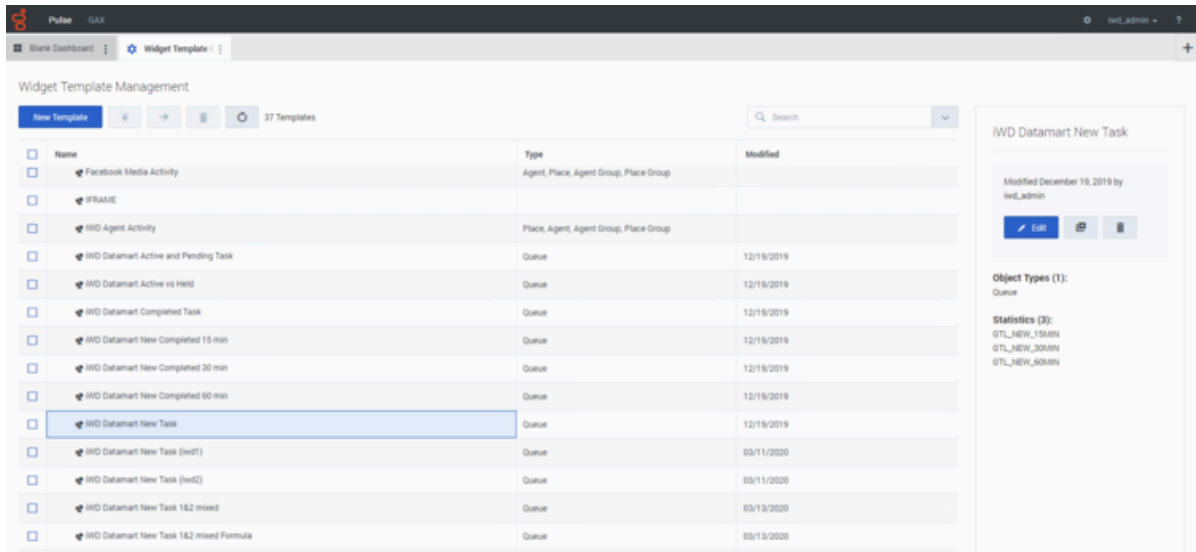 Pulse GAX iwd_admin ?
Blank Dashboard Widget Template +
Widget Template Management
New Template 37 Templates Search
Name Type Modified
Facebook Media Activity Agent, Place, Agent Group, Place Group
IFRAME
iWD Agent Activity Place, Agent, Agent Group, Place Group
iWD Datamart Active and Pending Task Queue 12/19/2019
iWD Datamart Active vs Held Queue 12/19/2019
iWD Datamart Completed Task Queue 12/19/2019
iWD Datamart New Completed 15 min Queue 12/19/2019
iWD Datamart New Completed 30 min Queue 12/19/2019
iWD Datamart New Completed 60 min Queue 12/19/2019
iWD Datamart New Task Queue 12/19/2019
iWD Datamart New Task (iwd1) Queue 03/11/2020
iWD Datamart New Task (iwd2) Queue 03/11/2020
iWD Datamart New Task 1&2 mixed Queue 03/13/2020
iWD Datamart New Task 1&2 mixed Formula Queue 03/13/2020
iWD Datamart New Task
Modified December 19, 2019 by
iwd_admin
Edit
Object Types (1):
Queue
Statistics (3):
GTL_NEW_15MIN
GTL_NEW_30MIN
GTL_NEW_60MIN